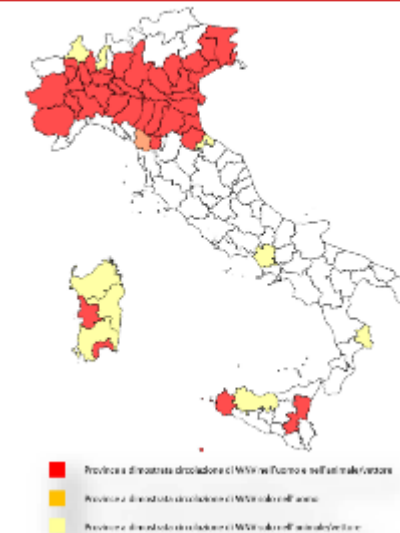 Province a dimostrata circolazione di WNV nell'uomo e nell'animale/vettore
Province a dimostrata circolazione di WNV solo nell'uomo
Province a dimostrata circolazione di WNV solo nell'animale/vettore